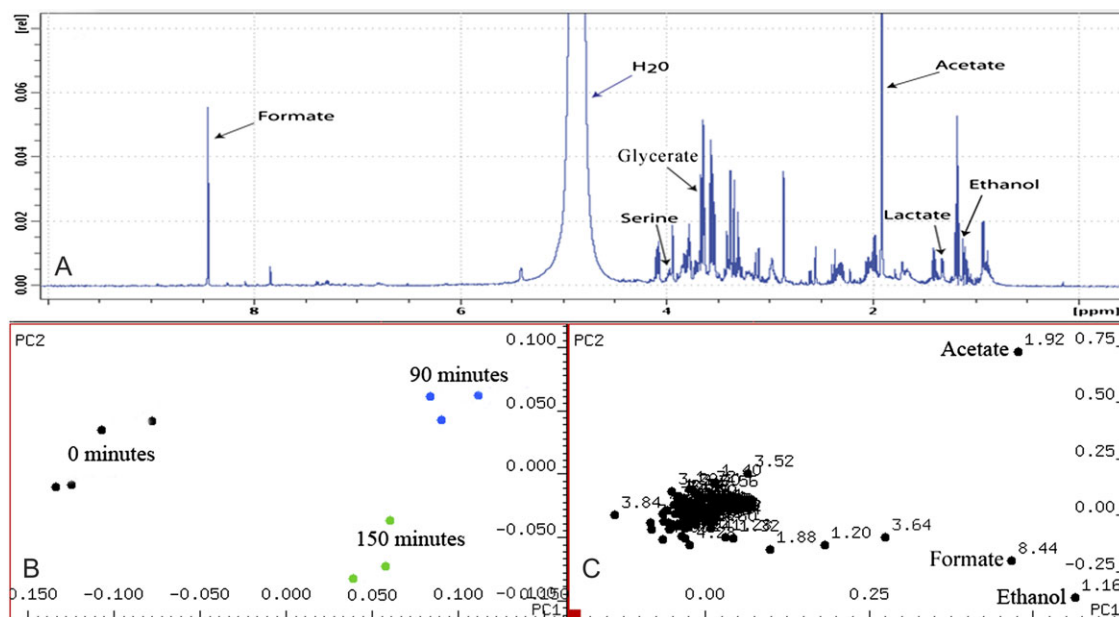 [rel]
H20
Acetate
Formate
Glycerate
Ethanol
Serine
Lactate
0.06
0.04
0.02
0.00
A
8
6
4
2
[ppm]
PC2
0.100
90 minutes
0.050
0 minutes
0.000
-0.050
150 minutes
B
-0.100
0.150
-0.100
-0.050
0.000
0.050
0.100
PC1
PC2
0.75
1.92
Acetate
0.50
0.25
3.52
3.84
0.00
1.88
1.20
3.64
Formate
8.44
-0.25
Ethanol
1.16
C
0.00
0.25
PC1